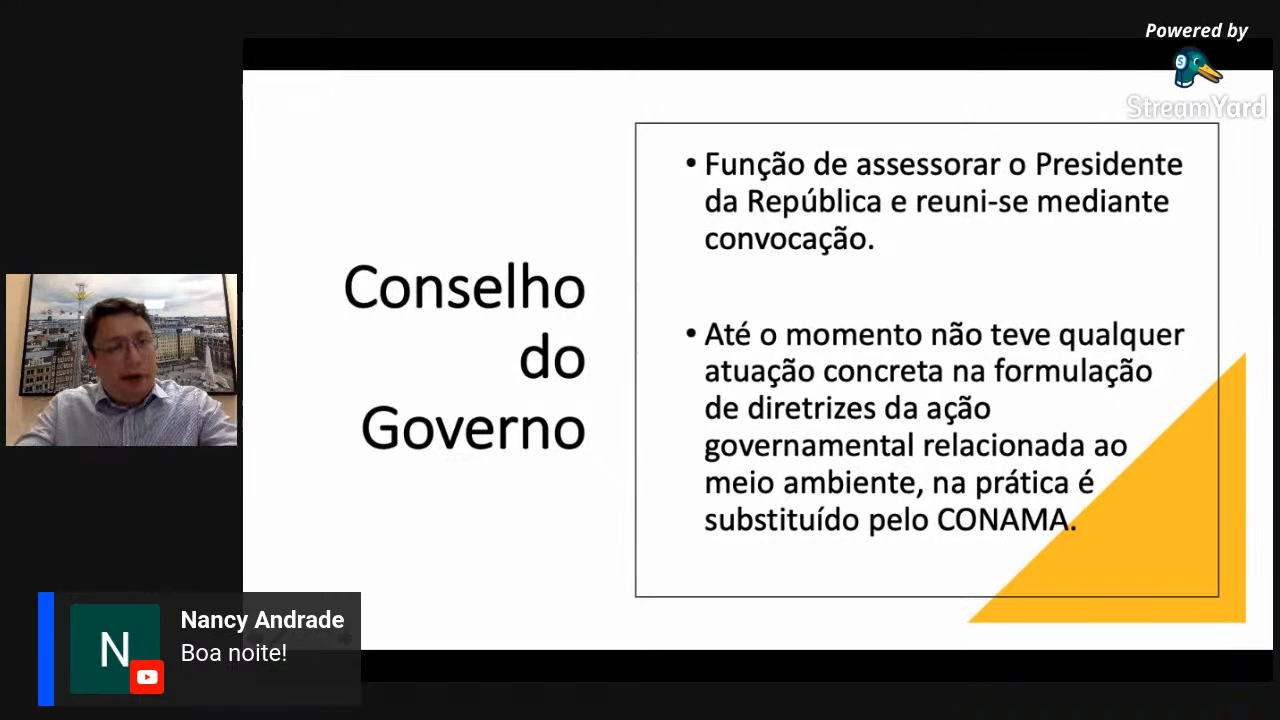 Powered by
StreamYard
Conselho
do
Governo
• Função de assessorar o Presidente
da República e reuni-se mediante
convocação.
• Até o momento não teve qualquer
atuação concreta na formulação
de diretrizes da ação
governamental relacionada ao
meio ambiente, na prática é
substituído pelo CONAMA.
N
Nancy Andrade
Boa noite!